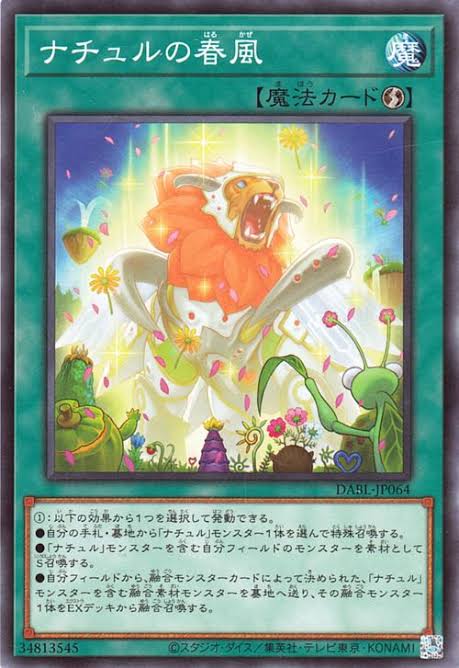 ナチュルの春風
はる かぜ
魔
【魔法カード】
ま ほう
DABL-JP064
①:以下の効果から1つを選択して発動できる。
●自分の手札・墓地から「ナチュル」モンスター1体を選んで特殊召喚する。
●「ナチュル」モンスターを含む自分フィールドのモンスターを素材として
S召喚する。
●自分フィールドから、融合モンスターカードによって決められた、「ナチュル」
モンスターを含む融合素材モンスターを墓地へ送り、その融合モンスター
1体をEXデッキから融合召喚する。
34813545
©スタジオ・ダイス/集英社・テレビ東京・KONAMI